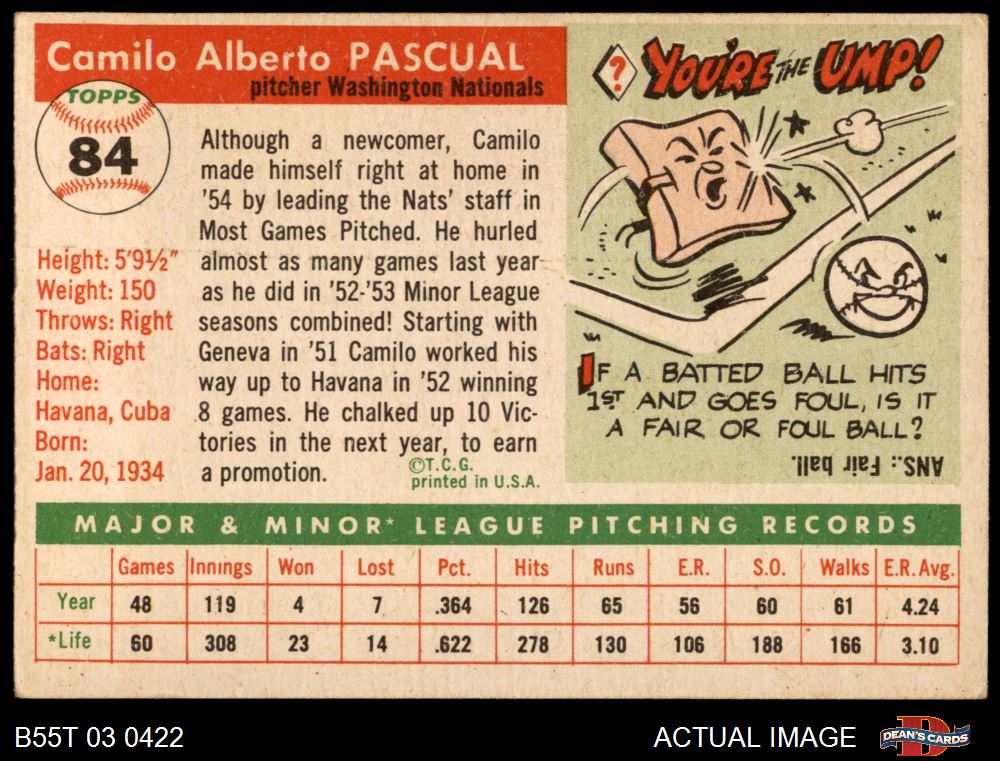 Camilo Alberto PASCUAL
pitcher Washington Nationals
TOPPS
84
Height: 5'9½"
Weight: 150
Throws: Right
Bats: Right
Home:
Havana, Cuba
Born:
Jan. 20, 1934
Although a newcomer, Camilo
made himself right at home in
'54 by leading the Nats' staff in
Most Games Pitched. He hurled
almost as many games last year
as he did in '52-'53 Minor League
seasons combined! Starting with
Geneva in '51 Camilo worked his
way up to Havana in '52 winning
8 games. He chalked up 10 Vic-
tories in the next year, to earn
a promotion.
©T.C.G.
printed in U.S.A.
? YOU'RE THE UMP!
IF A BATTED BALL HITS
1ST AND GOES FOUL, IS IT
A FAIR OR FOUL BALL?
ANS.: Fair ball.
MAJOR & MINOR* LEAGUE PITCHING RECORDS
Games Innings Won Lost Pct. Hits Runs E.R. S.O. Walks E.R. Avg.
Year 48 119 4 7 .364 126 65 56 60 61 4.24
*Life 60 308 23 14 .622 278 130 106 188 166 3.10
B55T 03 0422
ACTUAL IMAGE
DEAN'S CARDS